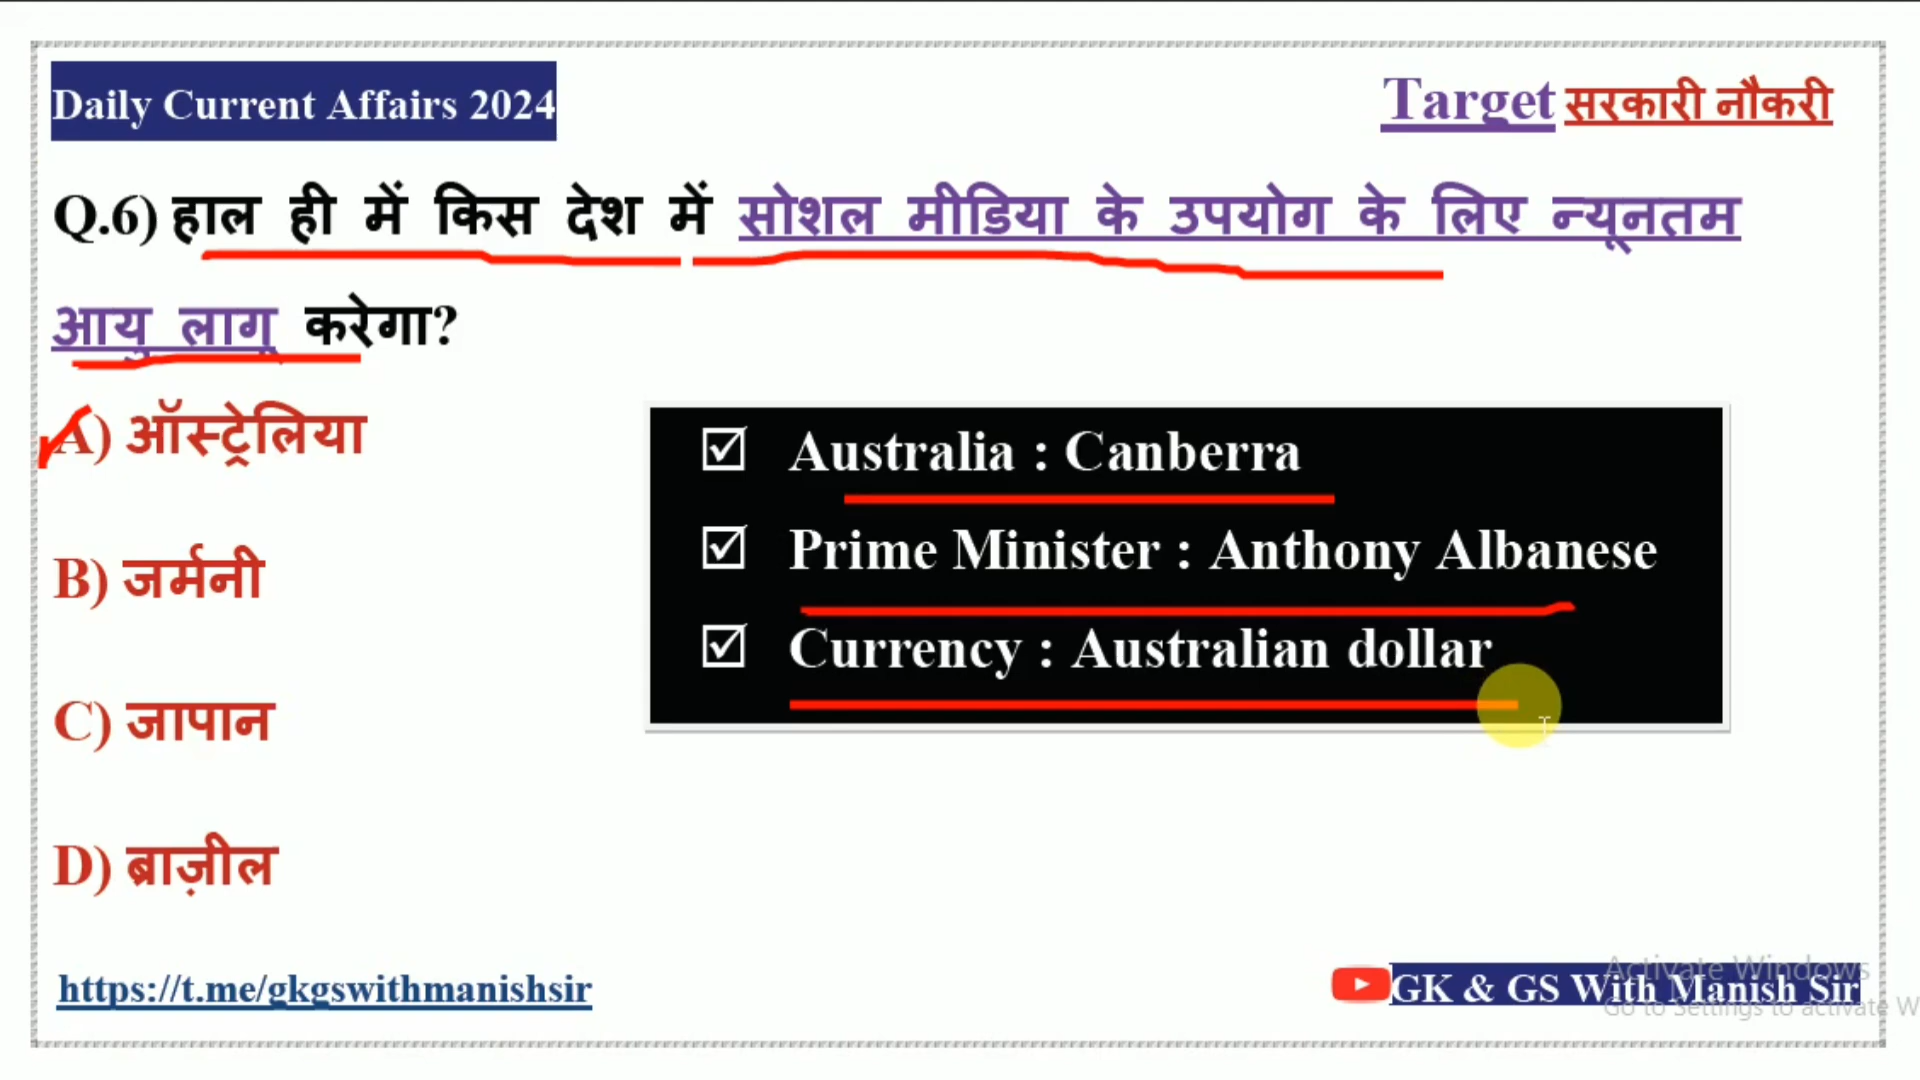 Daily Current Affairs 2024
Target सरकारी नौकरी
Q.6) हाल ही में किस देश में सोशल मीडिया के उपयोग के लिए न्यूनतम
आयु लागू करेगा?
A) ऑस्ट्रेलिया
B) जर्मनी
C) जापान
D) ब्राज़ील
Australia : Canberra
Prime Minister : Anthony Albanese
Currency : Australian dollar
https://t.me/gkgswithmanishsir
GK & GS With Manish Sir
Activate Windows
Go to Settings to activate W